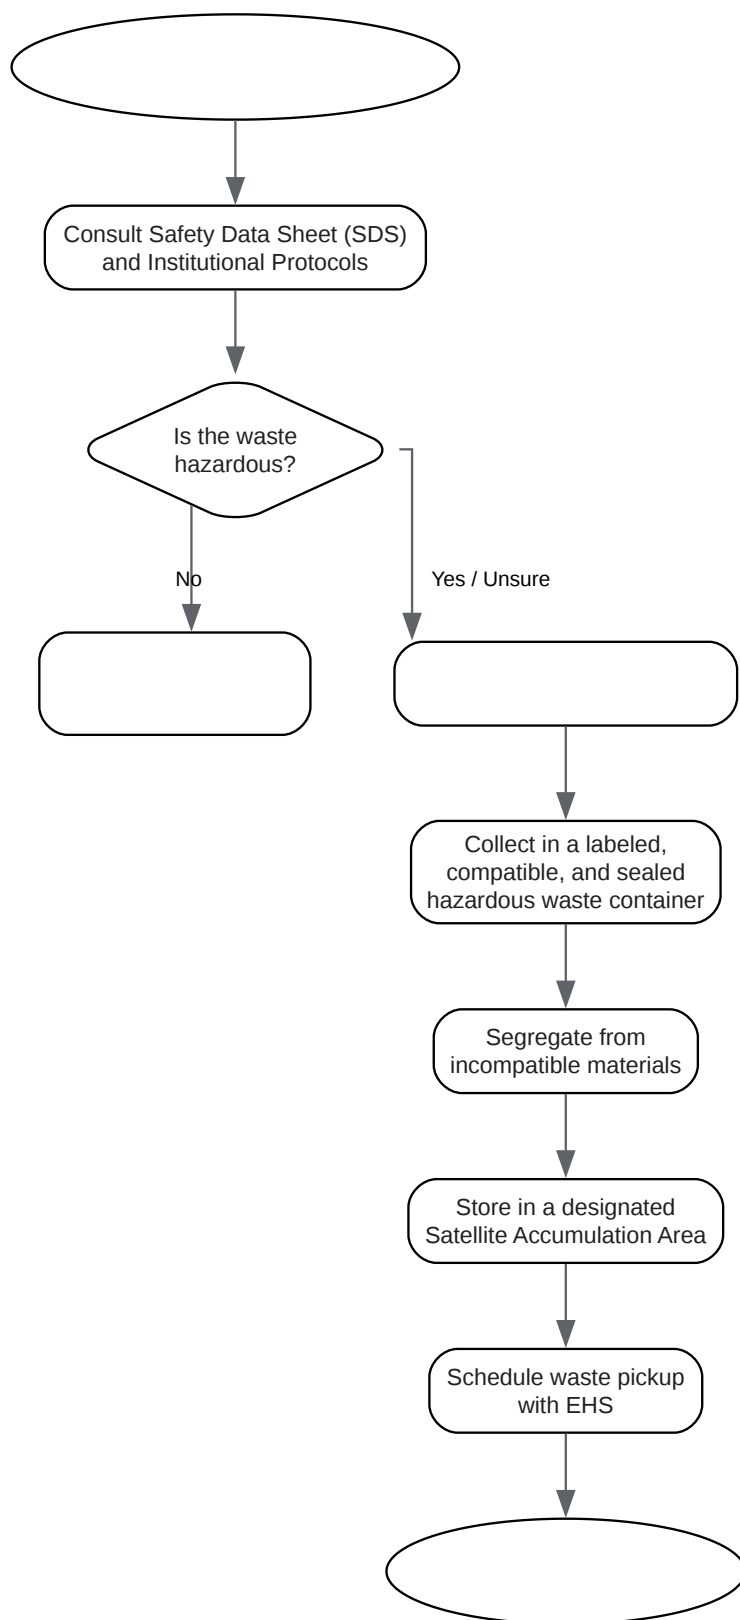 Consult Safety Data Sheet (SDS)
and Institutional Protocols
Is the waste
hazardous?
No
Yes / Unsure
Collect in a labeled,
compatible, and sealed
hazardous waste container
Segregate from
incompatible materials
Store in a designated
Satellite Accumulation Area
Schedule waste pickup
with EHS